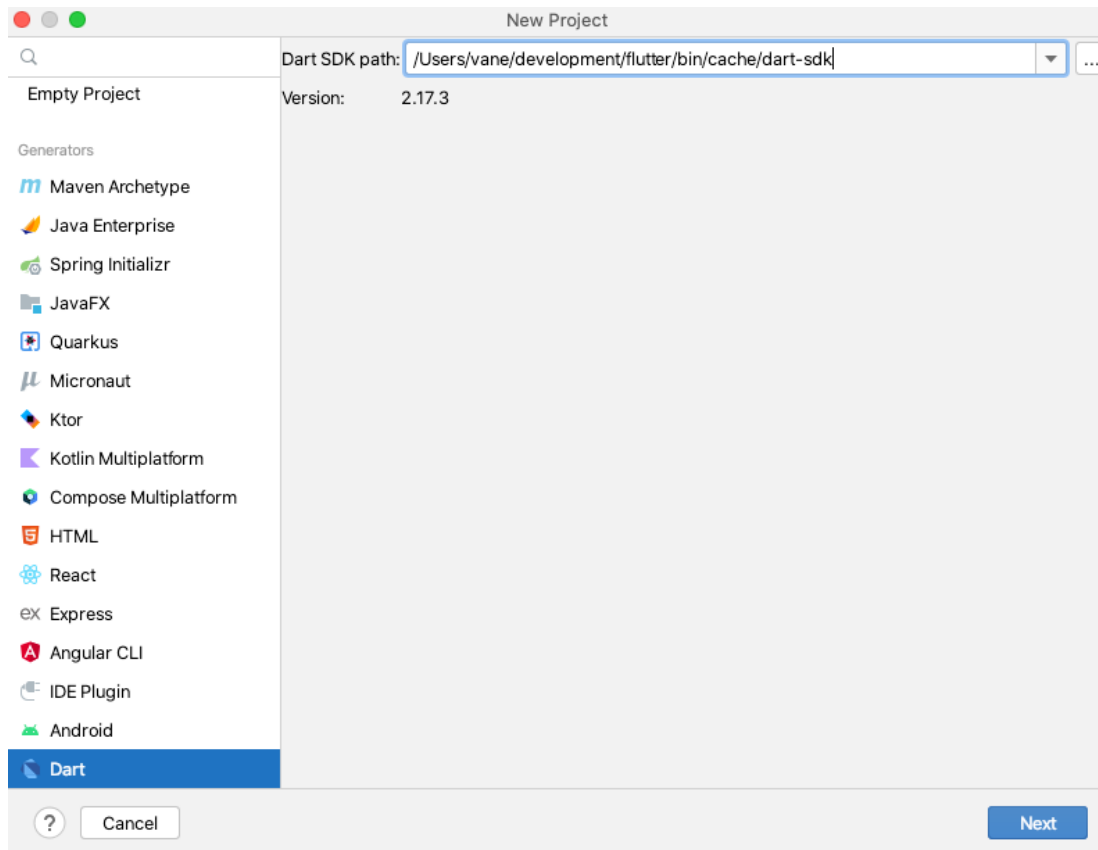 New Project
Dart SDK path: /Users/vane/development/flutter/bin/cache/dart-sdk
...
Version: 2.17.3
Empty Project
Generators
Maven Archetype
Java Enterprise
Spring Initializr
JavaFX
Quarkus
μ Micronaut
Ktor
Kotlin Multiplatform
Compose Multiplatform
HTML
React
ex Express
Angular CLI
IDE Plugin
Android
Dart
? Cancel
Next